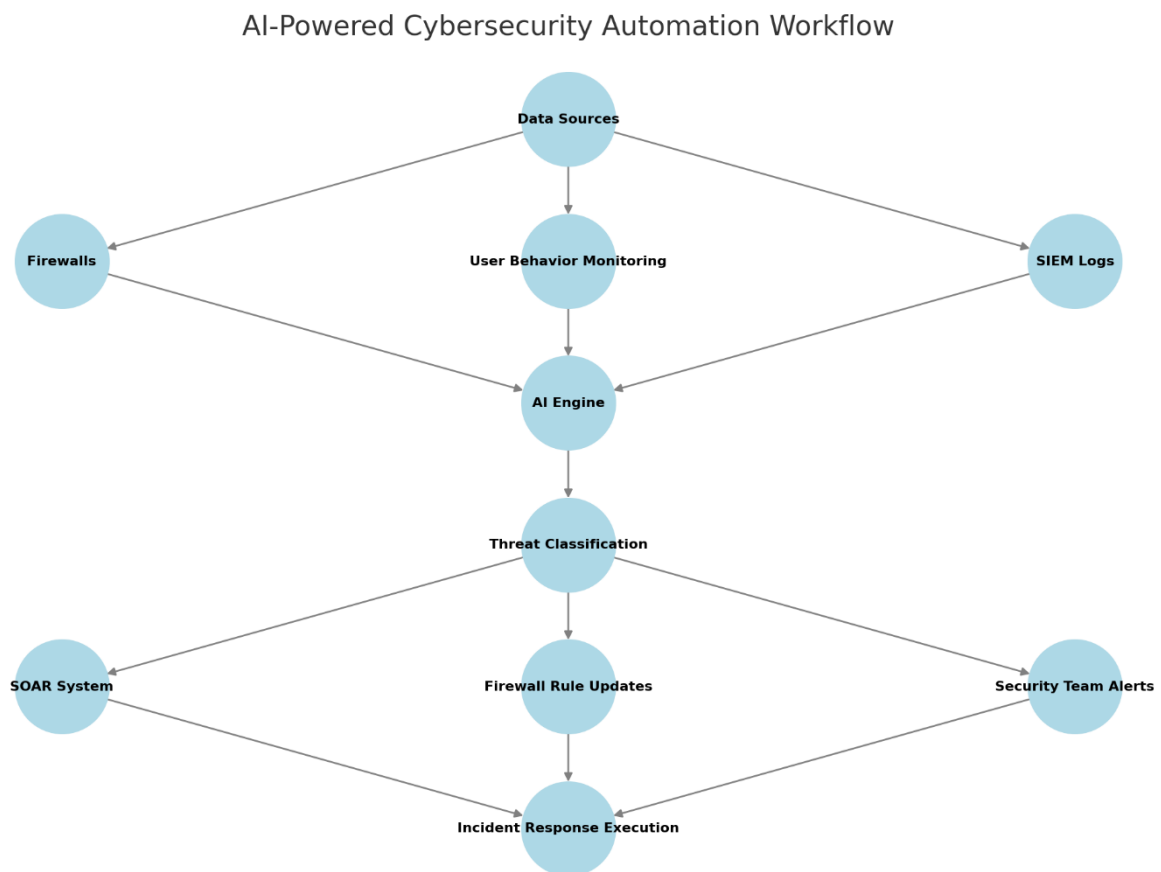 AI-Powered Cybersecurity Automation Workflow
Data Sources
Firewalls
User Behavior Monitoring
SIEM Logs
AI Engine
Threat Classification
SOAR System
Firewall Rule Updates
Security Team Alerts
Incident Response Execution